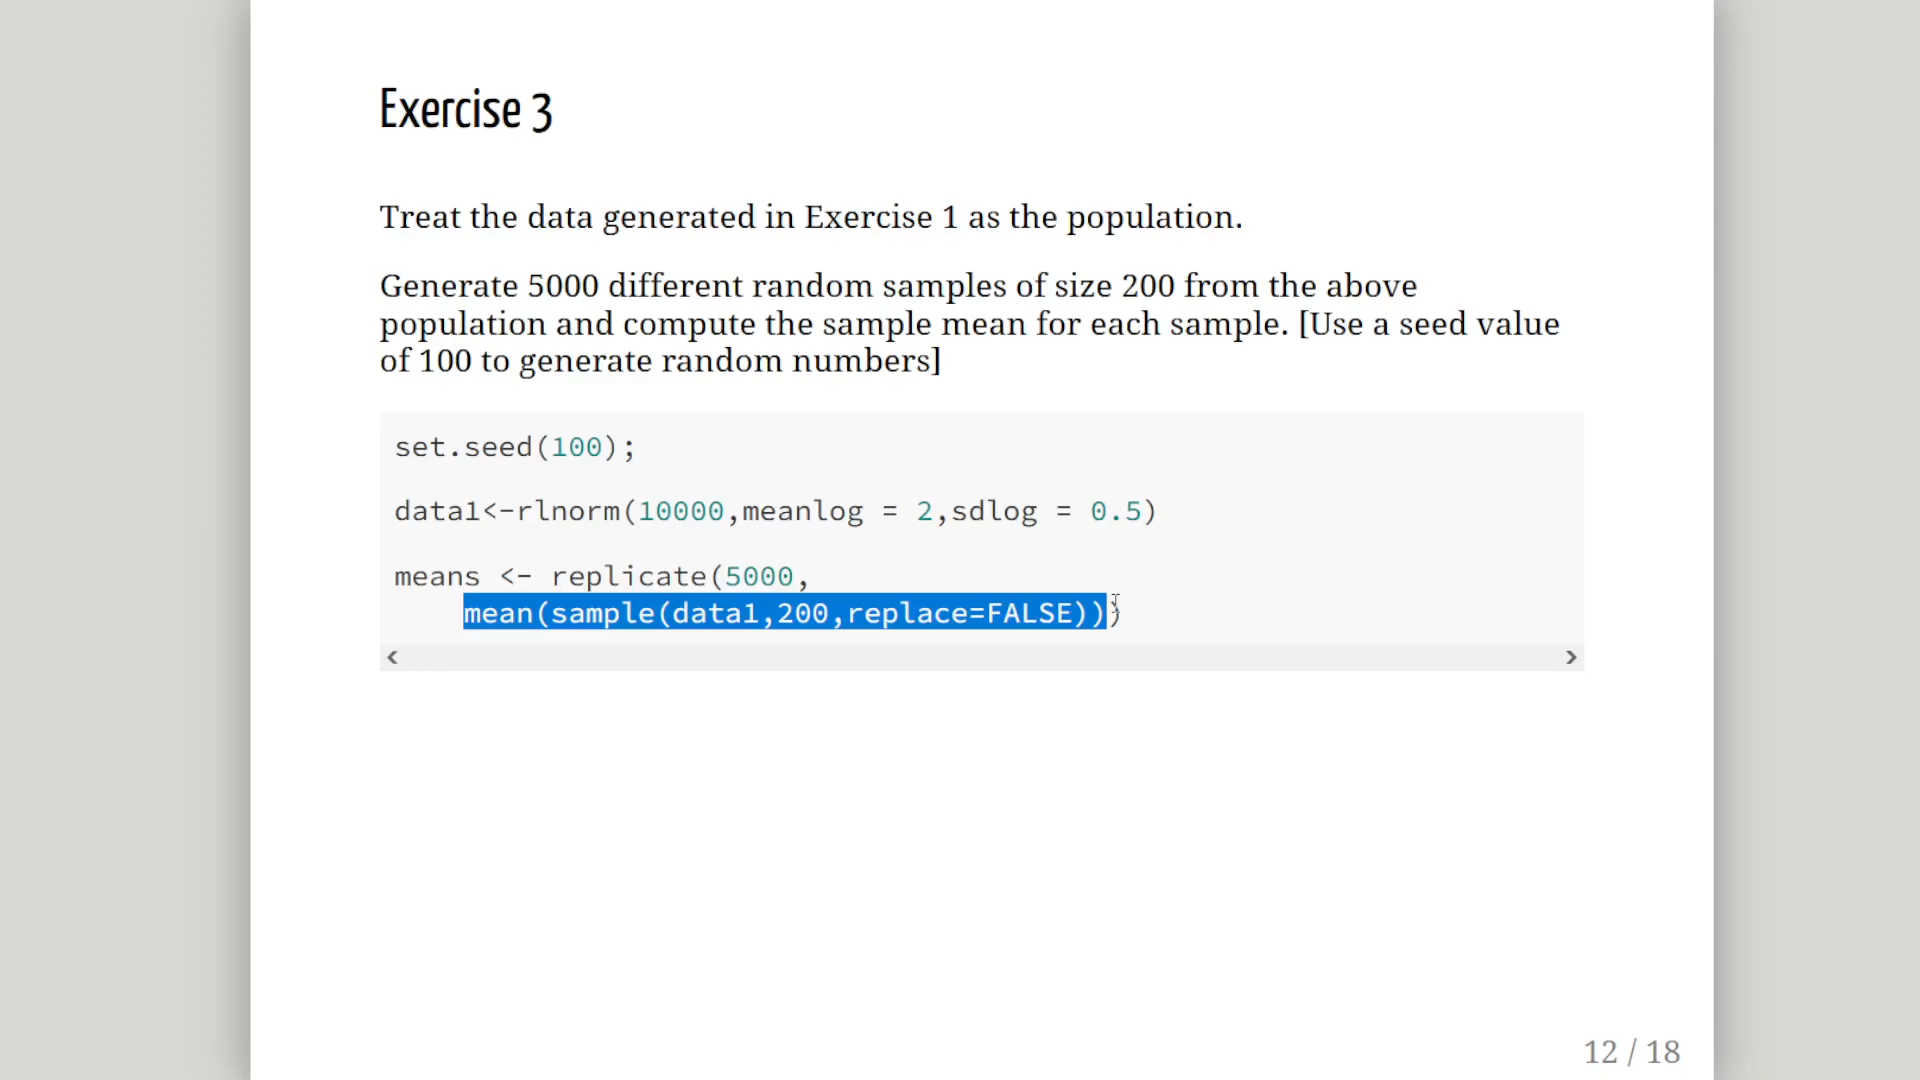 Exercise 3
Treat the data generated in Exercise 1 as the population.
Generate 5000 different random samples of size 200 from the above
population and compute the sample mean for each sample. [Use a seed value
of 100 to generate random numbers]
set.seed(100);
data1<-rlnorm(10000,meanlog = 2,sdlog = 0.5)
means <- replicate(5000,
mean(sample(data1,200,replace=FALSE)))
12 / 18